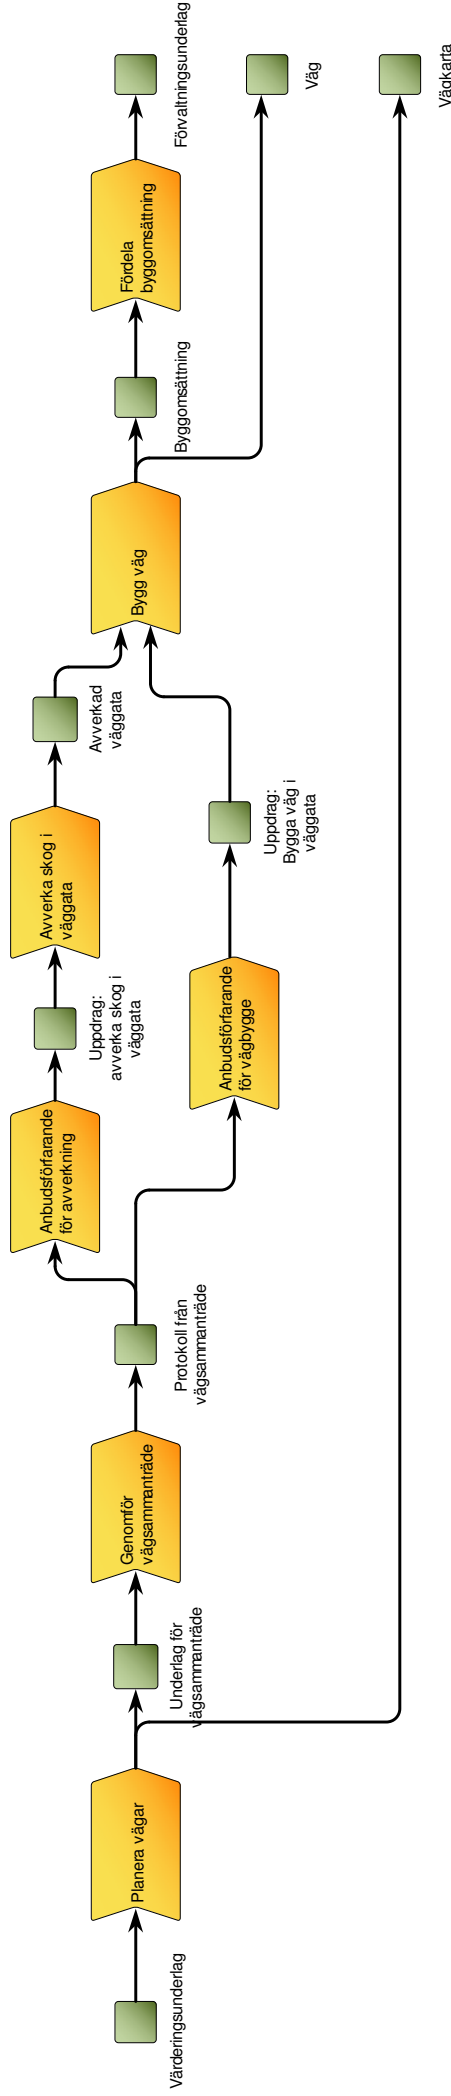 Värderingsunderlag
Planera vägar
Underlag för
vägsammanträde
Genomför
vägsammanträde
Protokoll från
vägsammanträde
Anbudsförfarande
för avverkning
Uppdrag:
avverka skog i
väggata
Avverka skog i
väggata
Avverkad
väggata
Anbudsförfarande
för vägbygge
Uppdrag:
Bygga väg i
väggata
Bygg väg
Byggomsättning
Fördela
byggomsättning
Förvaltningsunderlag
Väg
Vägkarta